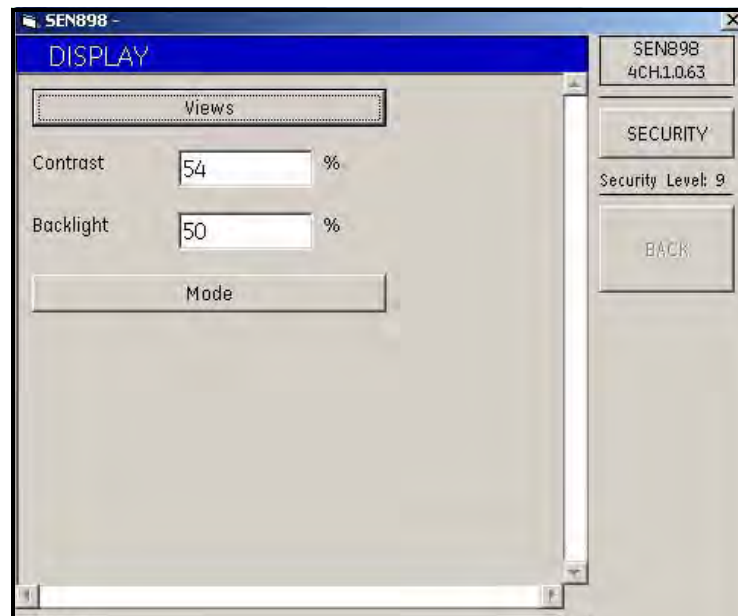 SEN898 -
DISPLAY
Views
Contrast 54 %
Backlight 50 %
Mode
SEN898
4CH.1.0.63
SECURITY
Security Level: 9
BACK